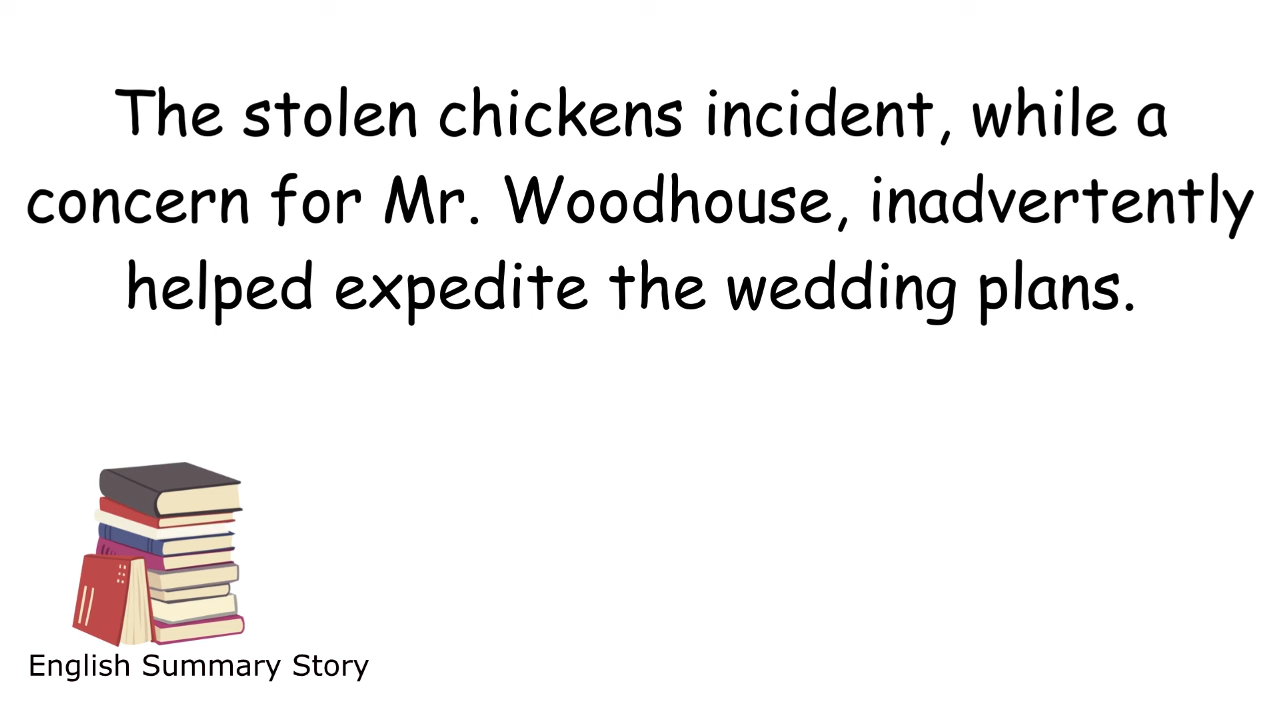 The stolen chickens incident, while a
concern for Mr. Woodhouse, inadvertently
helped expedite the wedding plans.
English Summary Story